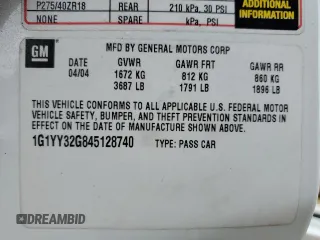 P275/40ZR18 REAR 210 kPa, 30 PSI
NONE SPARE kPa, PSI
ADDITIONAL
INFORMATION
GM MFD BY GENERAL MOTORS CORP
DATE GVWR GAWR FRT GAWR RR
04/04 1672 KG 812 KG 860 KG
3687 LB 1791 LB 1896 LB
THIS VEHICLE CONFORMS TO ALL APPLICABLE U.S. FEDERAL MOTOR
VEHICLE SAFETY, BUMPER, AND THEFT PREVENTION STANDARDS IN
EFFECT ON THE DATE OF MANUFACTURE SHOWN ABOVE.
1G1YY32G845128740 TYPE: PASS CAR